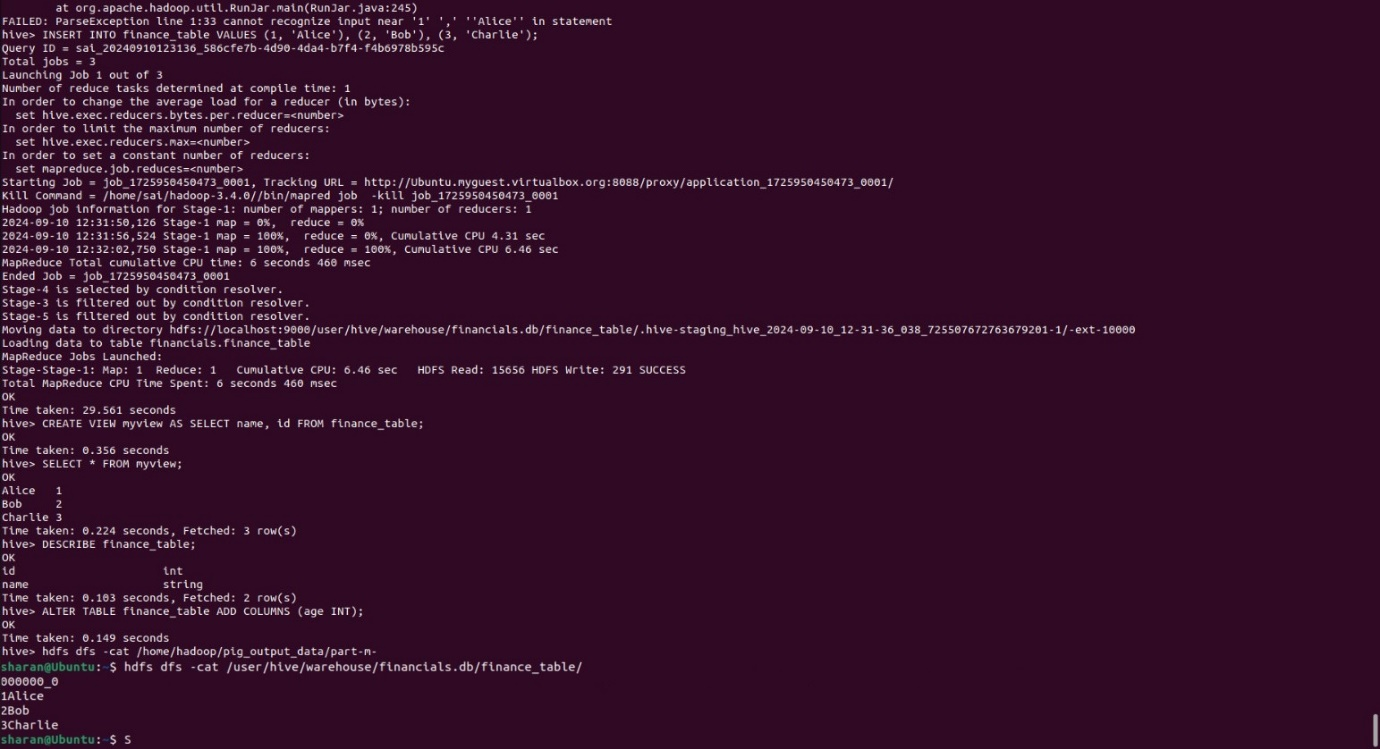 at org.apache.hadoop.util.RunJar.main(RunJar.java:245)
FAILED: ParseException line 1:33 cannot recognize input near '1' ',' ''Alice'' in statement
hive> INSERT INTO finance_table VALUES (1, 'Alice'), (2, 'Bob'), (3, 'Charlie');
Query ID = sai_20240910123136_586cfe7b-4d90-4da4-b7f4-f4b6978b595c
Total jobs = 3
Launching Job 1 out of 3
Number of reduce tasks determined at compile time: 1
In order to change the average load for a reducer (in bytes):
  set hive.exec.reducers.bytes.per.reducer=<number>
In order to limit the maximum number of reducers:
  set hive.exec.reducers.max=<number>
In order to set a constant number of reducers:
  set mapreduce.job.reduces=<number>
Starting Job = job_1725950450473_0001, Tracking URL = http://Ubuntu.myguest.virtualbox.org:8088/proxy/application_1725950450473_0001/
Kill Command = /home/sai/hadoop-3.4.0//bin/mapred job  -kill job_1725950450473_0001
Hadoop job information for Stage-1: number of mappers: 1; number of reducers: 1
2024-09-10 12:31:50,126 Stage-1 map = 0%,  reduce = 0%
2024-09-10 12:31:56,524 Stage-1 map = 100%,  reduce = 0%, Cumulative CPU 4.31 sec
2024-09-10 12:32:02,750 Stage-1 map = 100%,  reduce = 100%, Cumulative CPU 6.46 sec
MapReduce Total cumulative CPU time: 6 seconds 460 msec
Ended Job = job_1725950450473_0001
Stage-4 is selected by condition resolver.
Stage-3 is filtered out by condition resolver.
Stage-5 is filtered out by condition resolver.
Moving data to directory hdfs://localhost:9000/user/hive/warehouse/financials.db/finance_table/.hive-staging_hive_2024-09-10_12-31-36_038_725507672763679201-1/-ext-10000
Loading data to table financials.finance_table
MapReduce Jobs Launched:
Stage-Stage-1: Map: 1  Reduce: 1   Cumulative CPU: 6.46 sec   HDFS Read: 15656 HDFS Write: 291 SUCCESS
Total MapReduce CPU Time Spent: 6 seconds 460 msec
OK
Time taken: 29.561 seconds
hive> CREATE VIEW myview AS SELECT name, id FROM finance_table;
OK
Time taken: 0.356 seconds
hive> SELECT * FROM myview;
OK
Alice   1
Bob     2
Charlie 3
Time taken: 0.224 seconds, Fetched: 3 row(s)
hive> DESCRIBE finance_table;
OK
id                      int
name                    string
Time taken: 0.103 seconds, Fetched: 2 row(s)
hive> ALTER TABLE finance_table ADD COLUMNS (age INT);
OK
Time taken: 0.149 seconds
hive> hdfs dfs -cat /home/hadoop/pig_output_data/part-m-
sharan@Ubuntu:~$ hdfs dfs -cat /user/hive/warehouse/financials.db/finance_table/
000000_0
1Alice
2Bob
3Charlie
sharan@Ubuntu:~$ S